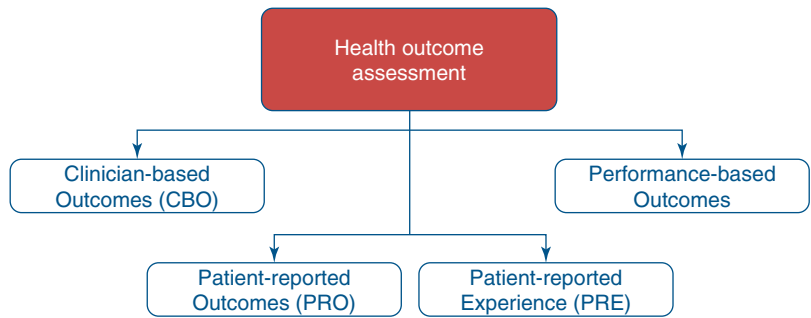 Health outcome
assessment
Clinician-based
Outcomes (CBO)
Performance-based
Outcomes
Patient-reported
Outcomes (PRO)
Patient-reported
Experience (PRE)